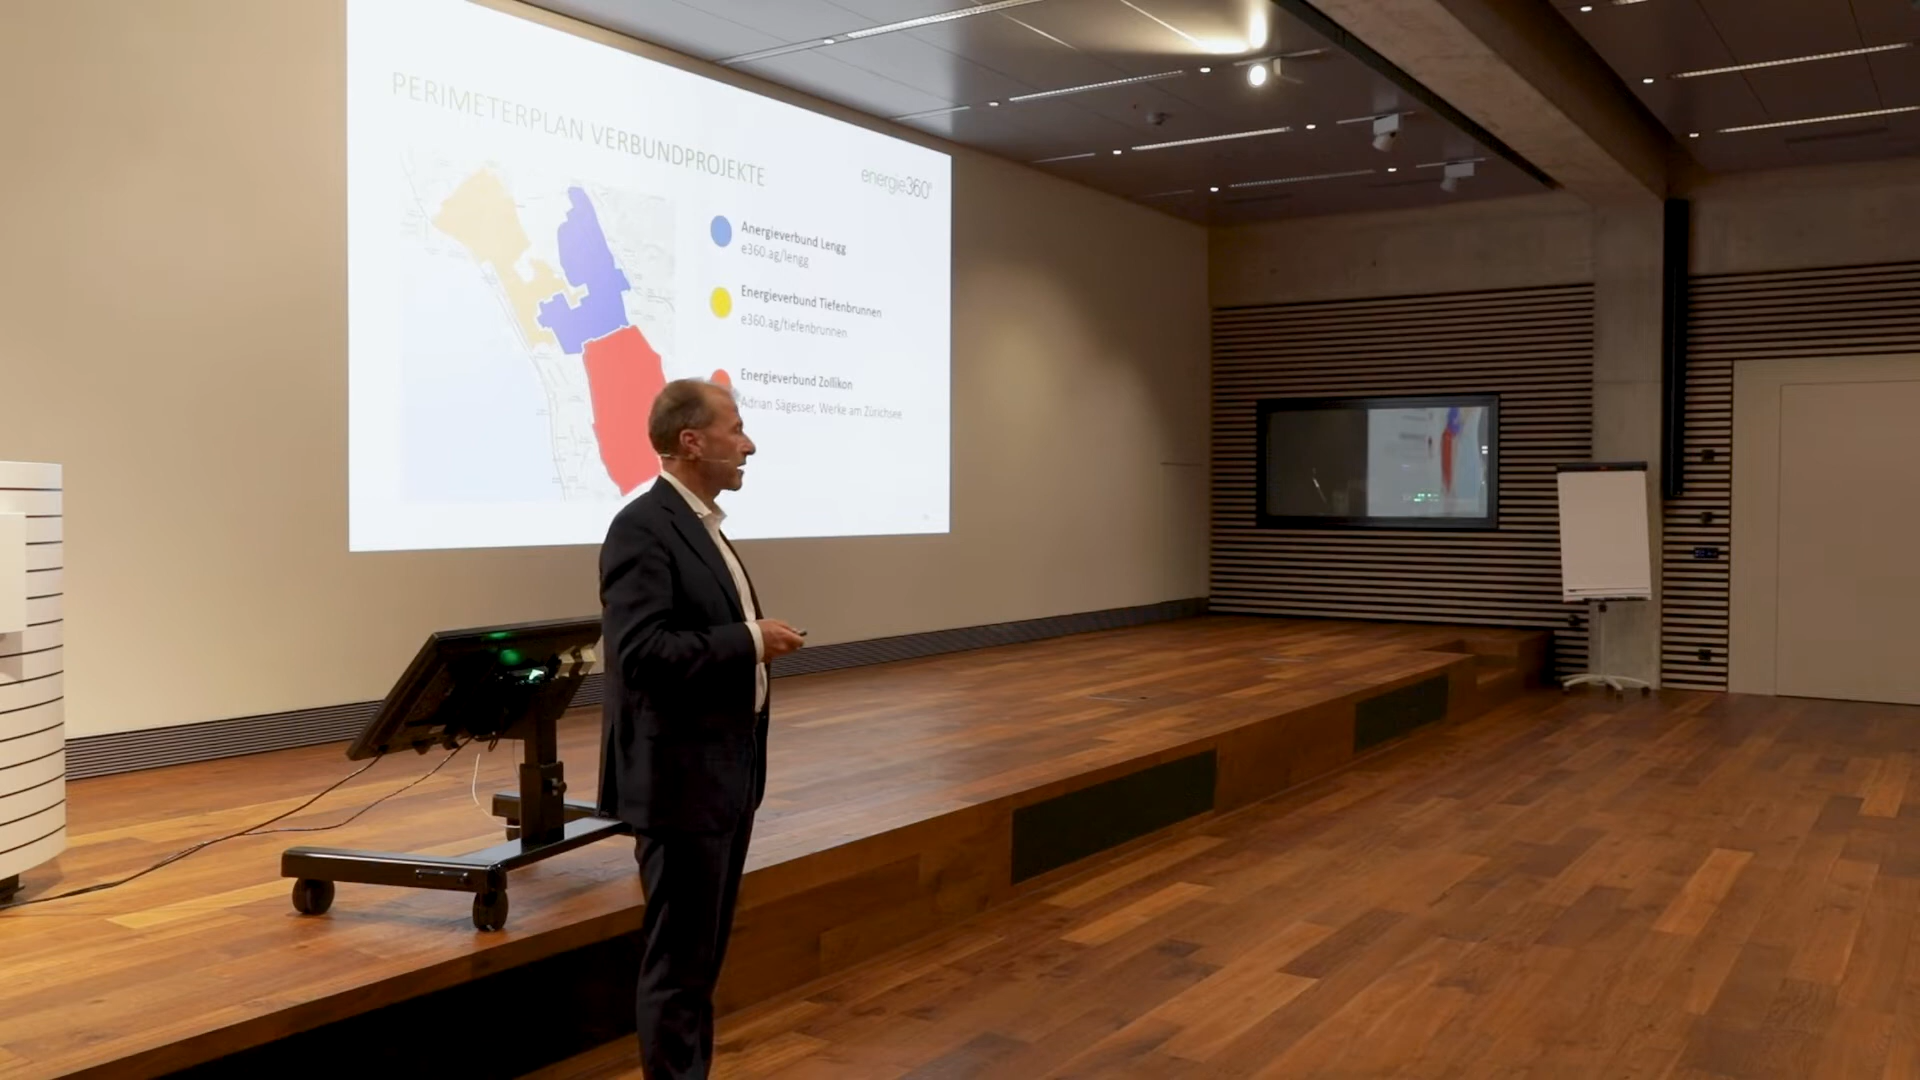 PERIMETERPLAN VERBUNDPROJEKTE
energie360°
Anergieverbund Lengg
e360.ag/lengg
Energieverbund Tiefenbrunnen
e360.ag/tiefenbrunnen
Energieverbund Zollikon
Adrian Sägesser, Werke am Zürichsee